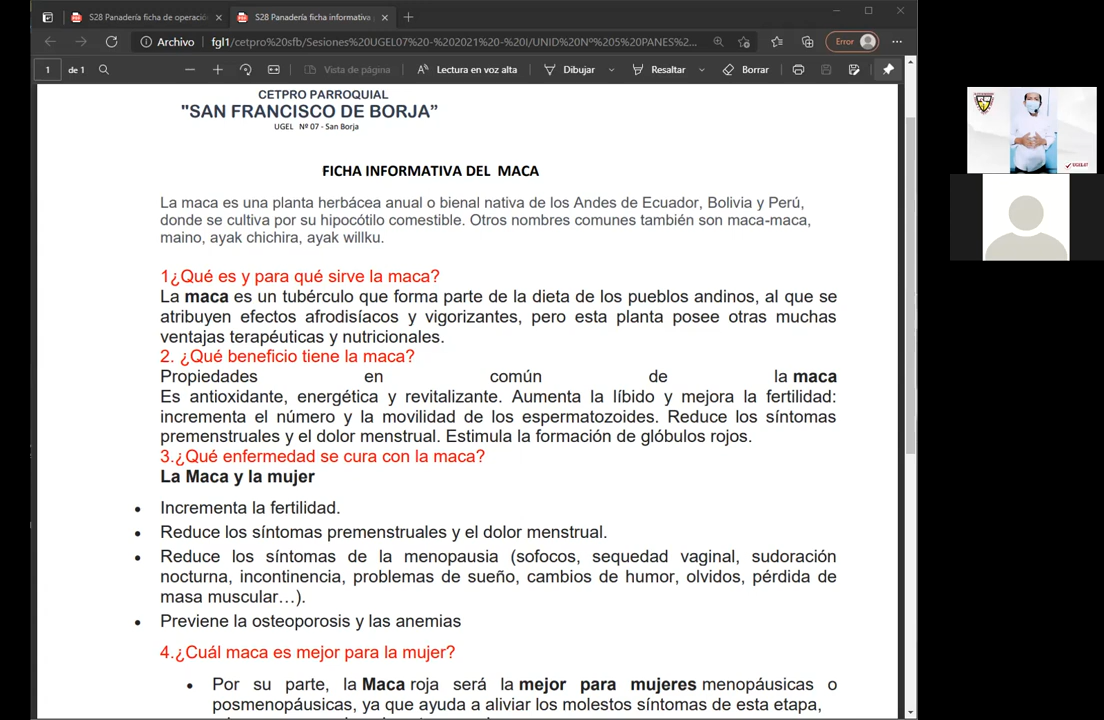 S28 Panadería ficha de operació
S28 Panadería ficha informativa
Archivo
fgl1/cetpro%20sfb/Sesiones%20UGEL07%20-%202021%20-%20I/UNID%20Nº%205%20PANES%...
Error
1 de 1
Vista de página
Lectura en voz alta
Dibujar
Resaltar
Borrar
CETPRO PARROQUIAL
"SAN FRANCISCO DE BORJA”
UGEL Nº 07 - San Borja
FICHA INFORMATIVA DEL MACA
La maca es una planta herbácea anual o bienal nativa de los Andes de Ecuador, Bolivia y Perú,
donde se cultiva por su hipocótilo comestible. Otros nombres comunes también son maca-maca,
maino, ayak chichira, ayak willku.
1¿Qué es y para qué sirve la maca?
La maca es un tubérculo que forma parte de la dieta de los pueblos andinos, al que se
atribuyen efectos afrodisíacos y vigorizantes, pero esta planta posee otras muchas
ventajas terapéuticas y nutricionales.
2. ¿Qué beneficio tiene la maca?
Propiedades en común de la maca
Es antioxidante, energética y revitalizante. Aumenta la líbido y mejora la fertilidad:
incrementa el número y la movilidad de los espermatozoides. Reduce los síntomas
premenstruales y el dolor menstrual. Estimula la formación de glóbulos rojos.
3.¿Qué enfermedad se cura con la maca?
La Maca y la mujer
• Incrementa la fertilidad.
• Reduce los síntomas premenstruales y el dolor menstrual.
• Reduce los síntomas de la menopausia (sofocos, sequedad vaginal, sudoración
nocturna, incontinencia, problemas de sueño, cambios de humor, olvidos, pérdida de
masa muscular…).
• Previene la osteoporosis y las anemias
4.¿Cuál maca es mejor para la mujer?
• Por su parte, la Maca roja será la mejor para mujeres menopáusicas o
posmenopáusicas, ya que ayuda a aliviar los molestos síntomas de esta etapa,